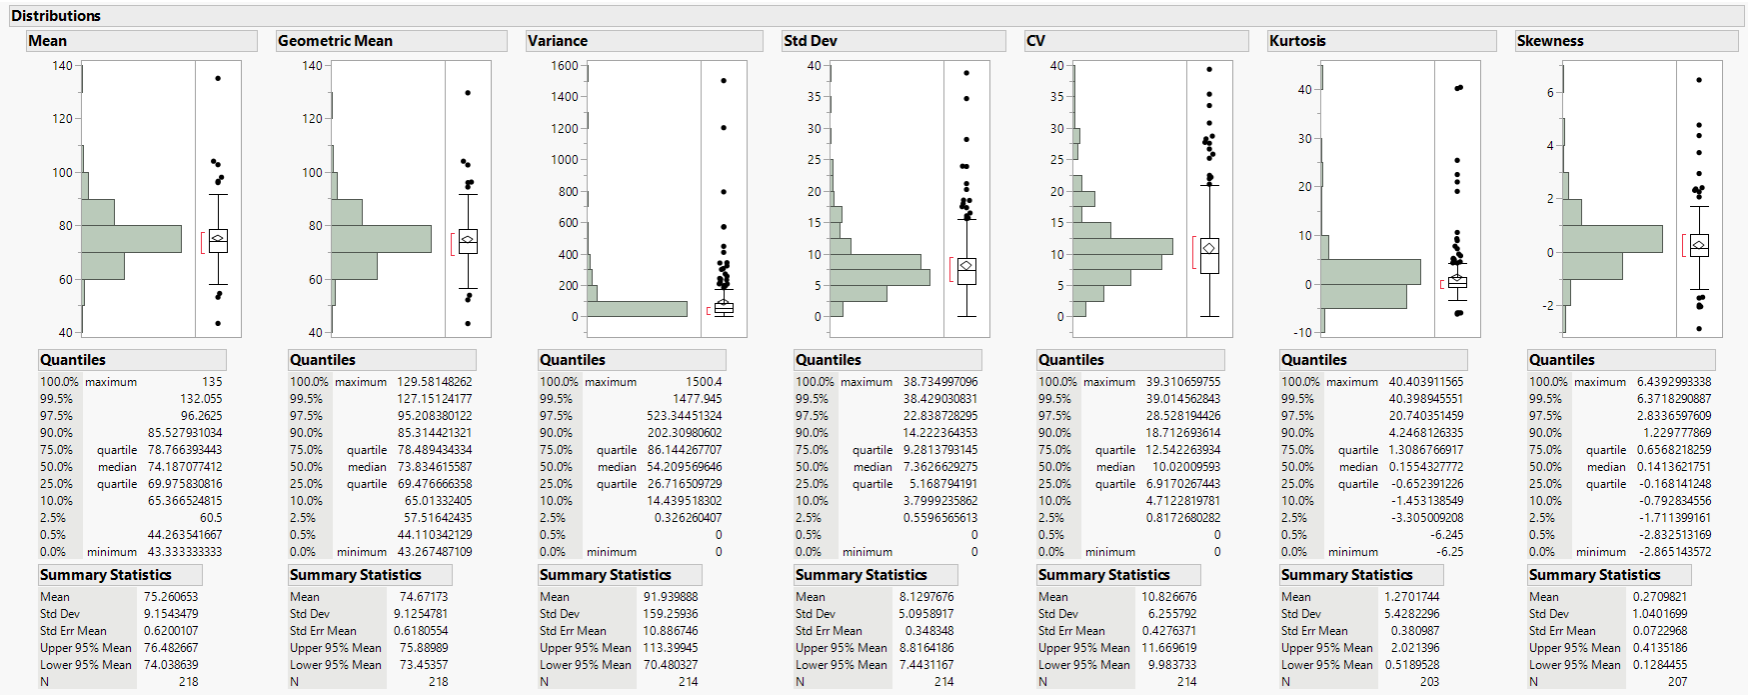 Distributions
Mean
140
120
100
80
60
40
Quantiles
100.0% maximum 135
99.5% 132.055
97.5% 96.2625
90.0% 85.527931034
75.0% quartile 78.766393443
50.0% median 74.187077412
25.0% quartile 69.975830816
10.0% 65.366524815
2.5% 60.5
0.5% 44.263541667
0.0% minimum 43.333333333
Summary Statistics
Mean 75.260653
Std Dev 9.1543479
Std Err Mean 0.6200107
Upper 95% Mean 76.482667
Lower 95% Mean 74.038639
N 218
Geometric Mean
140
120
100
80
60
40
Quantiles
100.0% maximum 129.58148262
99.5% 127.15124177
97.5% 95.208380122
90.0% 85.314421321
75.0% quartile 78.489434334
50.0% median 73.834615587
25.0% quartile 69.476666358
10.0% 65.01332405
2.5% 57.51642435
0.5% 44.110342129
0.0% minimum 43.267487109
Summary Statistics
Mean 74.67173
Std Dev 9.1254781
Std Err Mean 0.6180554
Upper 95% Mean 75.88989
Lower 95% Mean 73.45357
N 218
Variance
1600
1400
1200
1000
800
600
400
200
0
Quantiles
100.0% maximum 1500.4
99.5% 1477.945
97.5% 523.34451324
90.0% 202.30980602
75.0% quartile 86.144267707
50.0% median 54.209569646
25.0% quartile 26.716509729
10.0% 14.439518302
2.5% 0.326260407
0.5% 0
0.0% minimum 0
Summary Statistics
Mean 91.939888
Std Dev 159.25936
Std Err Mean 10.886746
Upper 95% Mean 113.39945
Lower 95% Mean 70.480327
N 214
Std Dev
40
35
30
25
20
15
10
5
0
Quantiles
100.0% maximum 38.734997096
99.5% 38.429030831
97.5% 22.838728295
90.0% 14.222364353
75.0% quartile 9.2813793145
50.0% median 7.3626629275
25.0% quartile 5.168794191
10.0% 3.7999235862
2.5% 0.5596565613
0.5% 0
0.0% minimum 0
Summary Statistics
Mean 8.1297676
Std Dev 5.0958917
Std Err Mean 0.348348
Upper 95% Mean 8.8164186
Lower 95% Mean 7.4431167
N 214
CV
40
35
30
25
20
15
10
5
0
Quantiles
100.0% maximum 39.310659755
99.5% 39.014562843
97.5% 28.528194426
90.0% 18.712693614
75.0% quartile 12.542263934
50.0% median 10.02009593
25.0% quartile 6.9170267443
10.0% 4.7122819781
2.5% 0.8172680282
0.5% 0
0.0% minimum 0
Summary Statistics
Mean 10.826676
Std Dev 6.255792
Std Err Mean 0.4276371
Upper 95% Mean 11.669619
Lower 95% Mean 9.983733
N 214
Kurtosis
40
30
20
10
0
-10
Quantiles
100.0% maximum 40.403911565
99.5% 40.398945551
97.5% 20.740351459
90.0% 4.2468126335
75.0% quartile 1.3086766917
50.0% median 0.1554327772
25.0% quartile -0.652391226
10.0% -1.453138549
2.5% -3.305009208
0.5% -6.245
0.0% minimum -6.25
Summary Statistics
Mean 1.2701744
Std Dev 5.4282296
Std Err Mean 0.380987
Upper 95% Mean 2.021396
Lower 95% Mean 0.5189528
N 203
Skewness
6
4
2
0
-2
Quantiles
100.0% maximum 6.4392993338
99.5% 6.3718290887
97.5% 2.8336597609
90.0% 1.229777869
75.0% quartile 0.6568218259
50.0% median 0.1413621751
25.0% quartile -0.168141248
10.0% -0.792834556
2.5% -1.711399161
0.5% -2.832513169
0.0% minimum -2.865143572
Summary Statistics
Mean 0.2709821
Std Dev 1.0401699
Std Err Mean 0.0722968
Upper 95% Mean 0.4135186
Lower 95% Mean 0.1284455
N 207